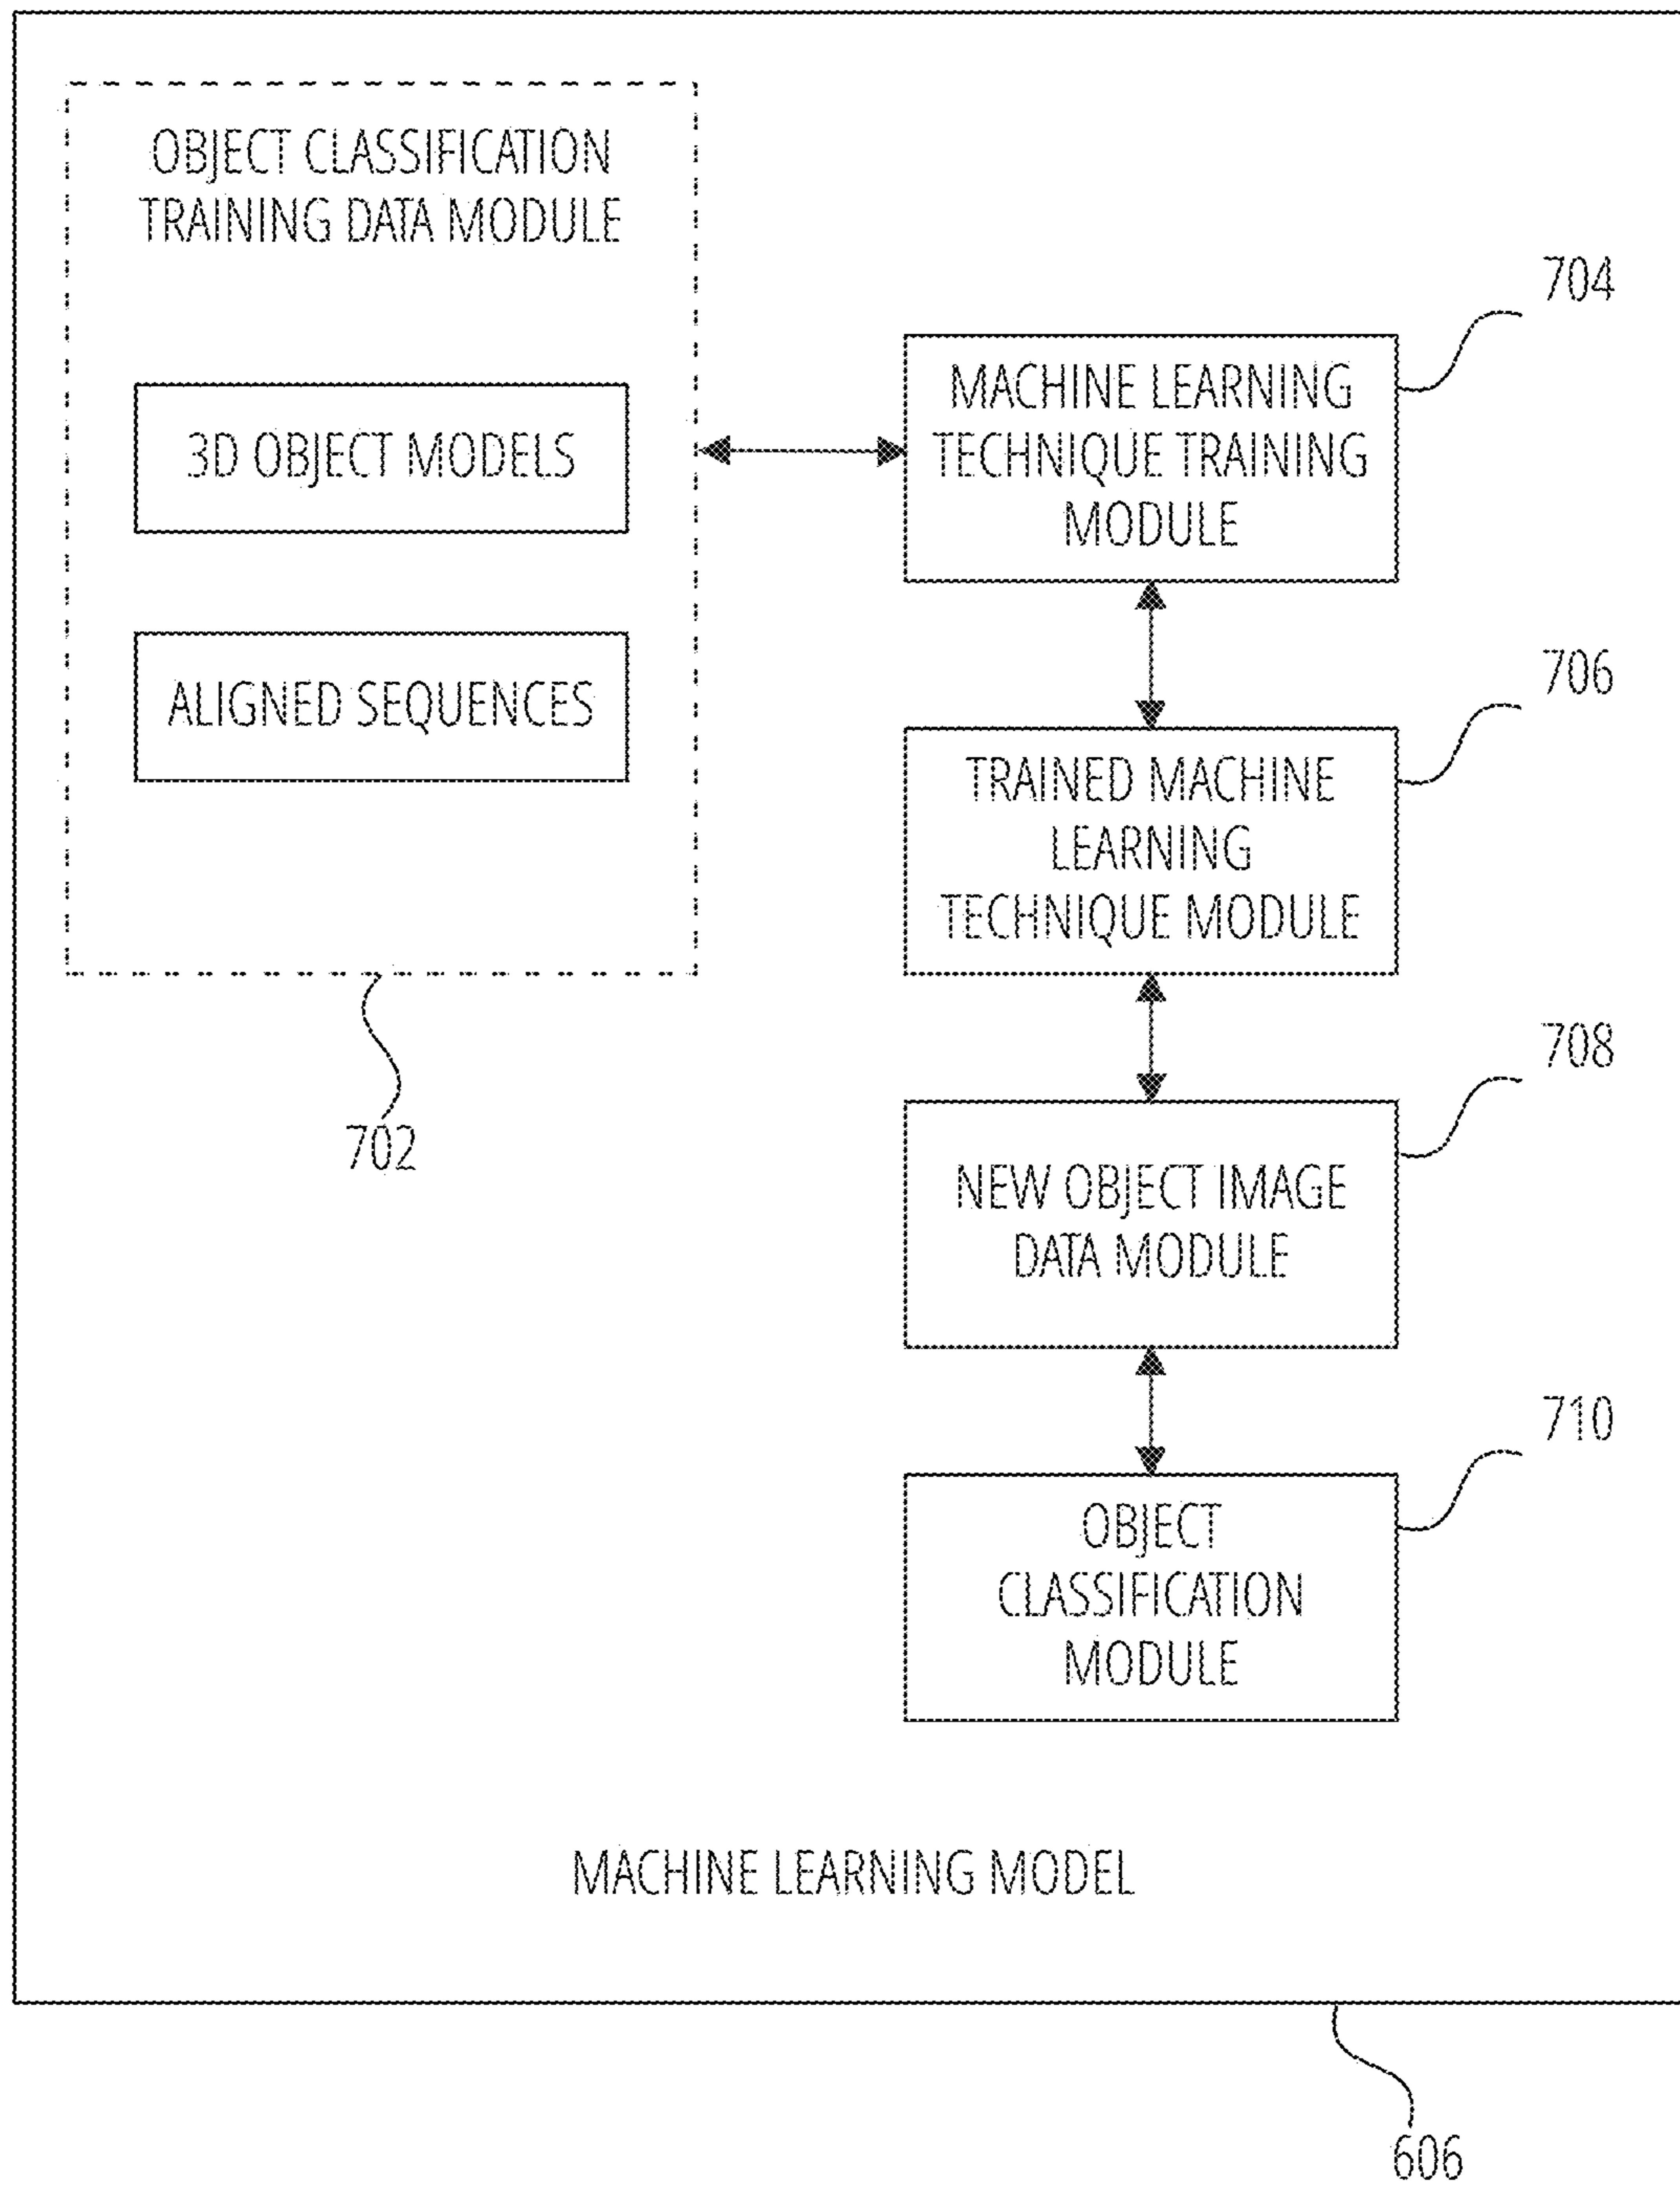 OBJECT CLASSIFICATION
TRAINING DATA MODULE
3D OBJECT MODELS
ALIGNED SEQUENCES
702
704
MACHINE LEARNING
TECHNIQUE TRAINING
MODULE
706
TRAINED MACHINE
LEARNING
TECHNIQUE MODULE
708
NEW OBJECT IMAGE
DATA MODULE
710
OBJECT
CLASSIFICATION
MODULE
MACHINE LEARNING MODEL
606